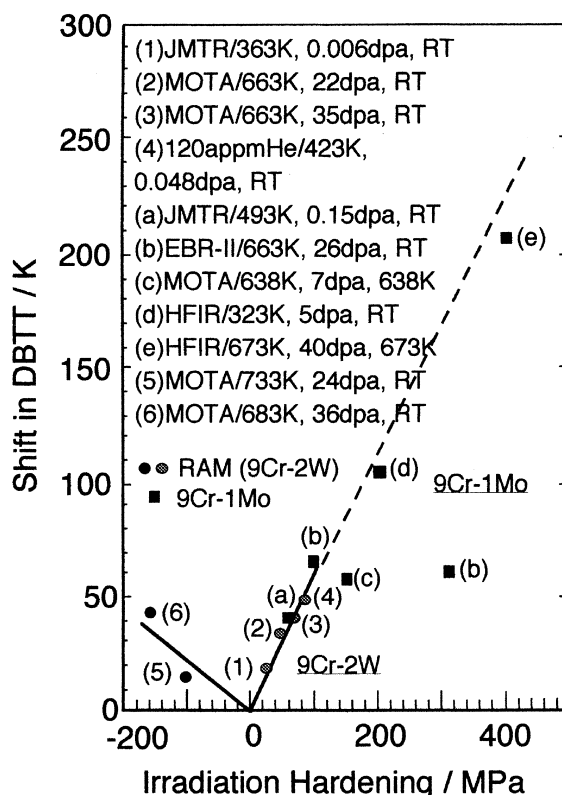 300
(1)JMTR/363K, 0.006dpa, RT
(2)MOTA/663K, 22dpa, RT
(3)MOTA/663K, 35dpa, RT
250
(4)120appmHe/423K,
0.048dpa, RT
(a)JMTR/493K, 0.15dpa, RT
200
(b)EBR-II/663K, 26dpa, RT
(e)
(c)MOTA/638K, 7dpa, 638K
(d)HFIR/323K, 5dpa, RT
(e)HFIR/673K, 40dpa, 673K
150
(5)MOTA/733K, 24dpa, RT
(6)MOTA/683K, 36dpa, RT
Shift in DBTT / K
RAM (9Cr-2W)
(d)
100
9Cr-1Mo
9Cr-1Mo
(b)
(c)
(b)
50
(a)
(4)
(6)
(2)
(3)
(5)
(1)
9Cr-2W
0
-200
0
200
400
Irradiation Hardening / MPa